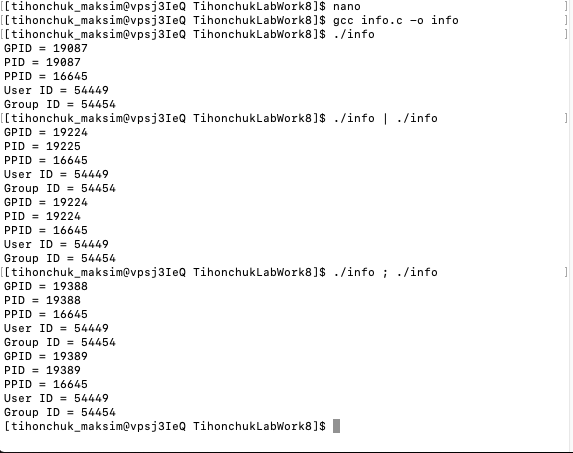 [[tihonchuk_maksim@vpsj3IeQ TihonchukLabWork8]$ nano ]
[[tihonchuk_maksim@vpsj3IeQ TihonchukLabWork8]$ gcc info.c -o info ]
[[tihonchuk_maksim@vpsj3IeQ TihonchukLabWork8]$ ./info ]
GPID = 19087
PID = 19087
PPID = 16645
User ID = 54449
Group ID = 54454
[[tihonchuk_maksim@vpsj3IeQ TihonchukLabWork8]$ ./info | ./info ]
GPID = 19224
PID = 19225
PPID = 16645
User ID = 54449
Group ID = 54454
GPID = 19224
PID = 19224
PPID = 16645
User ID = 54449
Group ID = 54454
[[tihonchuk_maksim@vpsj3IeQ TihonchukLabWork8]$ ./info ; ./info ]
GPID = 19388
PID = 19388
PPID = 16645
User ID = 54449
Group ID = 54454
GPID = 19389
PID = 19389
PPID = 16645
User ID = 54449
Group ID = 54454
[tihonchuk_maksim@vpsj3IeQ TihonchukLabWork8]$